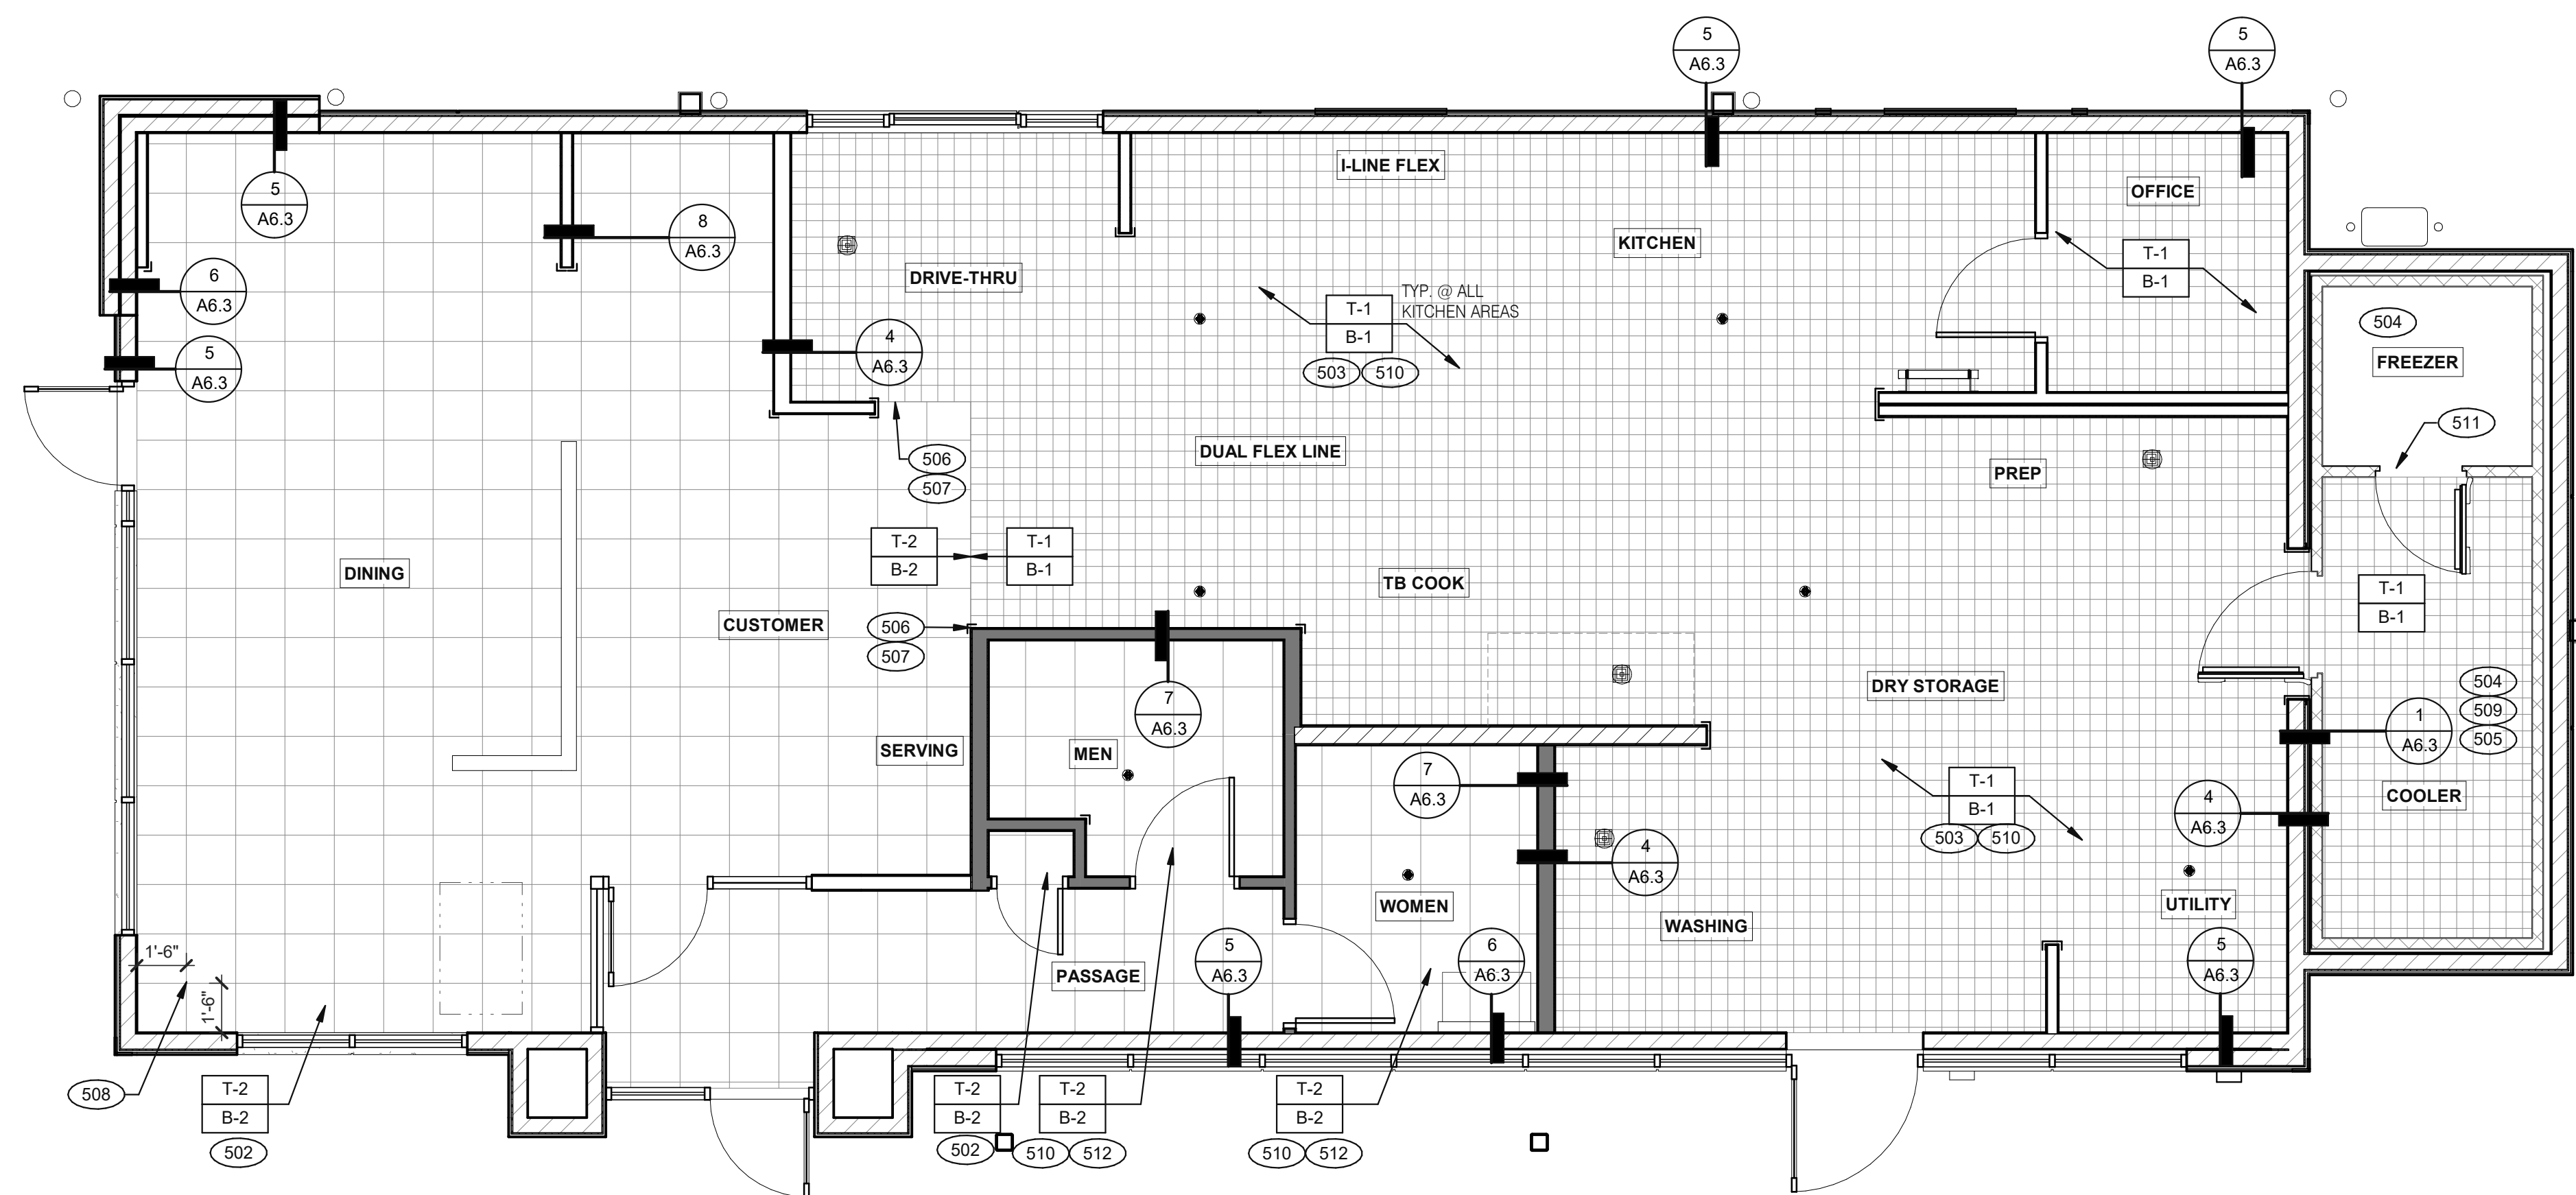 5
A6.3
5
A6.3
I-LINE FLEX
OFFICE
5
A6.3
8
A6.3
KITCHEN
T-1
B-1
DRIVE-THRU
6
A6.3
TYP. @ ALL
KITCHEN AREAS
T-1
B-1
503
510
504
FREEZER
4
A6.3
5
A6.3
511
506
507
DUAL FLEX LINE
PREP
T-2
B-2
T-1
B-1
DINING
TB COOK
T-1
B-1
CUSTOMER
506
507
7
A6.3
DRY STORAGE
504
509
505
1
A6.3
SERVING
MEN
7
A6.3
T-1
B-1
503
510
4
A6.3
COOLER
4
A6.3
WOMEN
WASHING
UTILITY
1'-6"
1'-6"
PASSAGE
5
A6.3
6
A6.3
5
A6.3
508
T-2
B-2
502
T-2
B-2
502
T-2
B-2
510
512
T-2
B-2
510
512